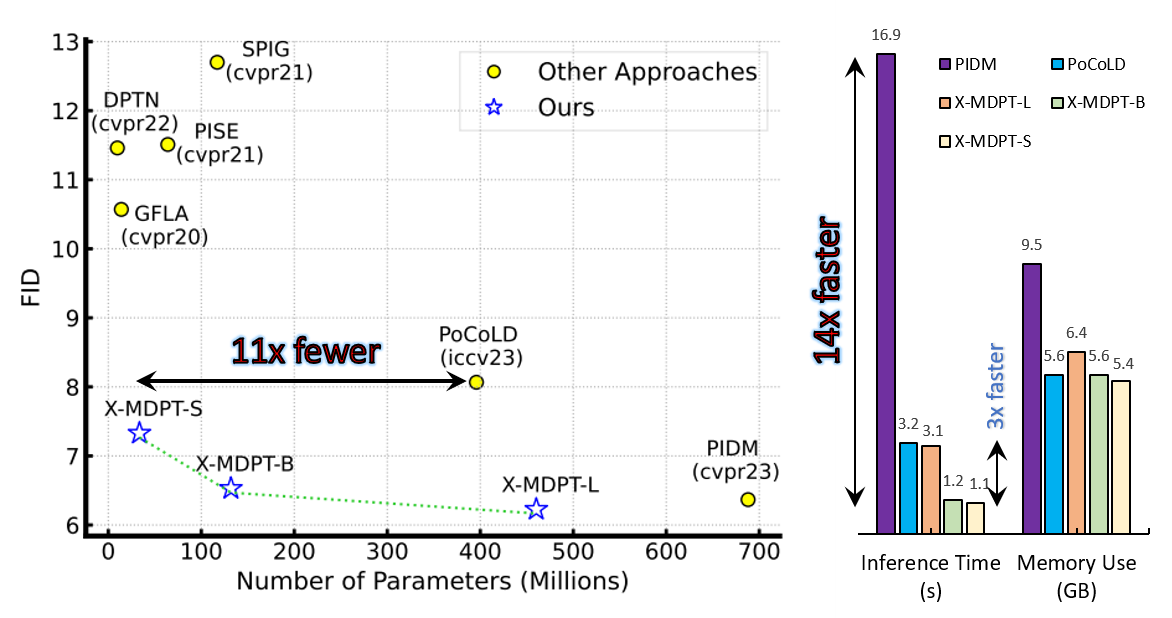 13
12
11
10
9
8
7
6
FID
0
100
200
300
400
500
600
700
Number of Parameters (Millions)
SPIG
(cvpr21)
DPTN
(cvpr22)
PISE
(cvpr21)
GFLA
(cvpr20)
Other Approaches
Ours
11x fewer
PoCoLD
(iccv23)
X-MDPT-S
X-MDPT-B
X-MDPT-L
PIDM
(cvpr23)
14x faster
16.9
3.2
3.1
1.2
1.1
3x faster
9.5
5.6
6.4
5.6
5.4
PIDM
PoCoLD
X-MDPT-L
X-MDPT-B
X-MDPT-S
Inference Time
(s)
Memory Use
(GB)